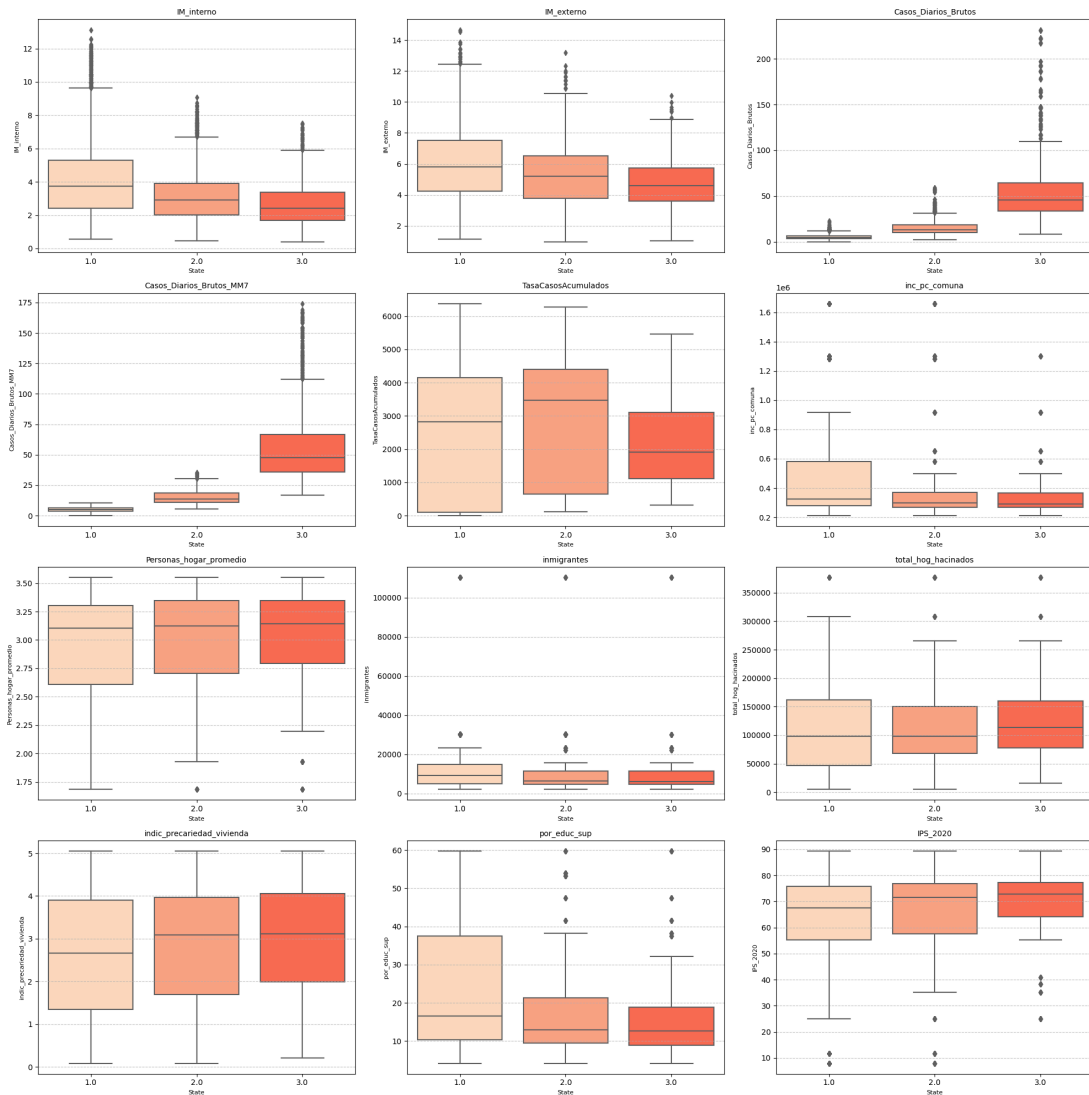 IM_interno
IM_interno
12
10
8
6
4
2
0
1.0 2.0 3.0
State
IM_externo
IM_externo
14
12
10
8
6
4
2
1.0 2.0 3.0
State
Casos_Diarios_Brutos
Casos_Diarios_Brutos
200
150
100
50
0
1.0 2.0 3.0
State
Casos_Diarios_Brutos_MM7
Casos_Diarios_Brutos_MM7
175
150
125
100
75
50
25
0
1.0 2.0 3.0
State
TasaCasosAcumulados
TasaCasosAcumulados
6000
5000
4000
3000
2000
1000
0
1.0 2.0 3.0
State
inc_pc_comuna
1e6
inc_pc_comuna
1.6
1.4
1.2
1.0
0.8
0.6
0.4
0.2
1.0 2.0 3.0
State
Personas_hogar_promedio
Personas_hogar_promedio
3.50
3.25
3.00
2.75
2.50
2.25
2.00
1.75
1.0 2.0 3.0
State
inmigrantes
inmigrantes
100000
80000
60000
40000
20000
0
1.0 2.0 3.0
State
total_hog_hacinados
total_hog_hacinados
350000
300000
250000
200000
150000
100000
50000
0
1.0 2.0 3.0
State
indic_precariedad_vivienda
indic_precariedad_vivienda
5
4
3
2
1
0
1.0 2.0 3.0
State
por_educ_sup
por_educ_sup
60
50
40
30
20
10
1.0 2.0 3.0
State
IPS_2020
IPS_2020
90
80
70
60
50
40
30
20
10
1.0 2.0 3.0
State